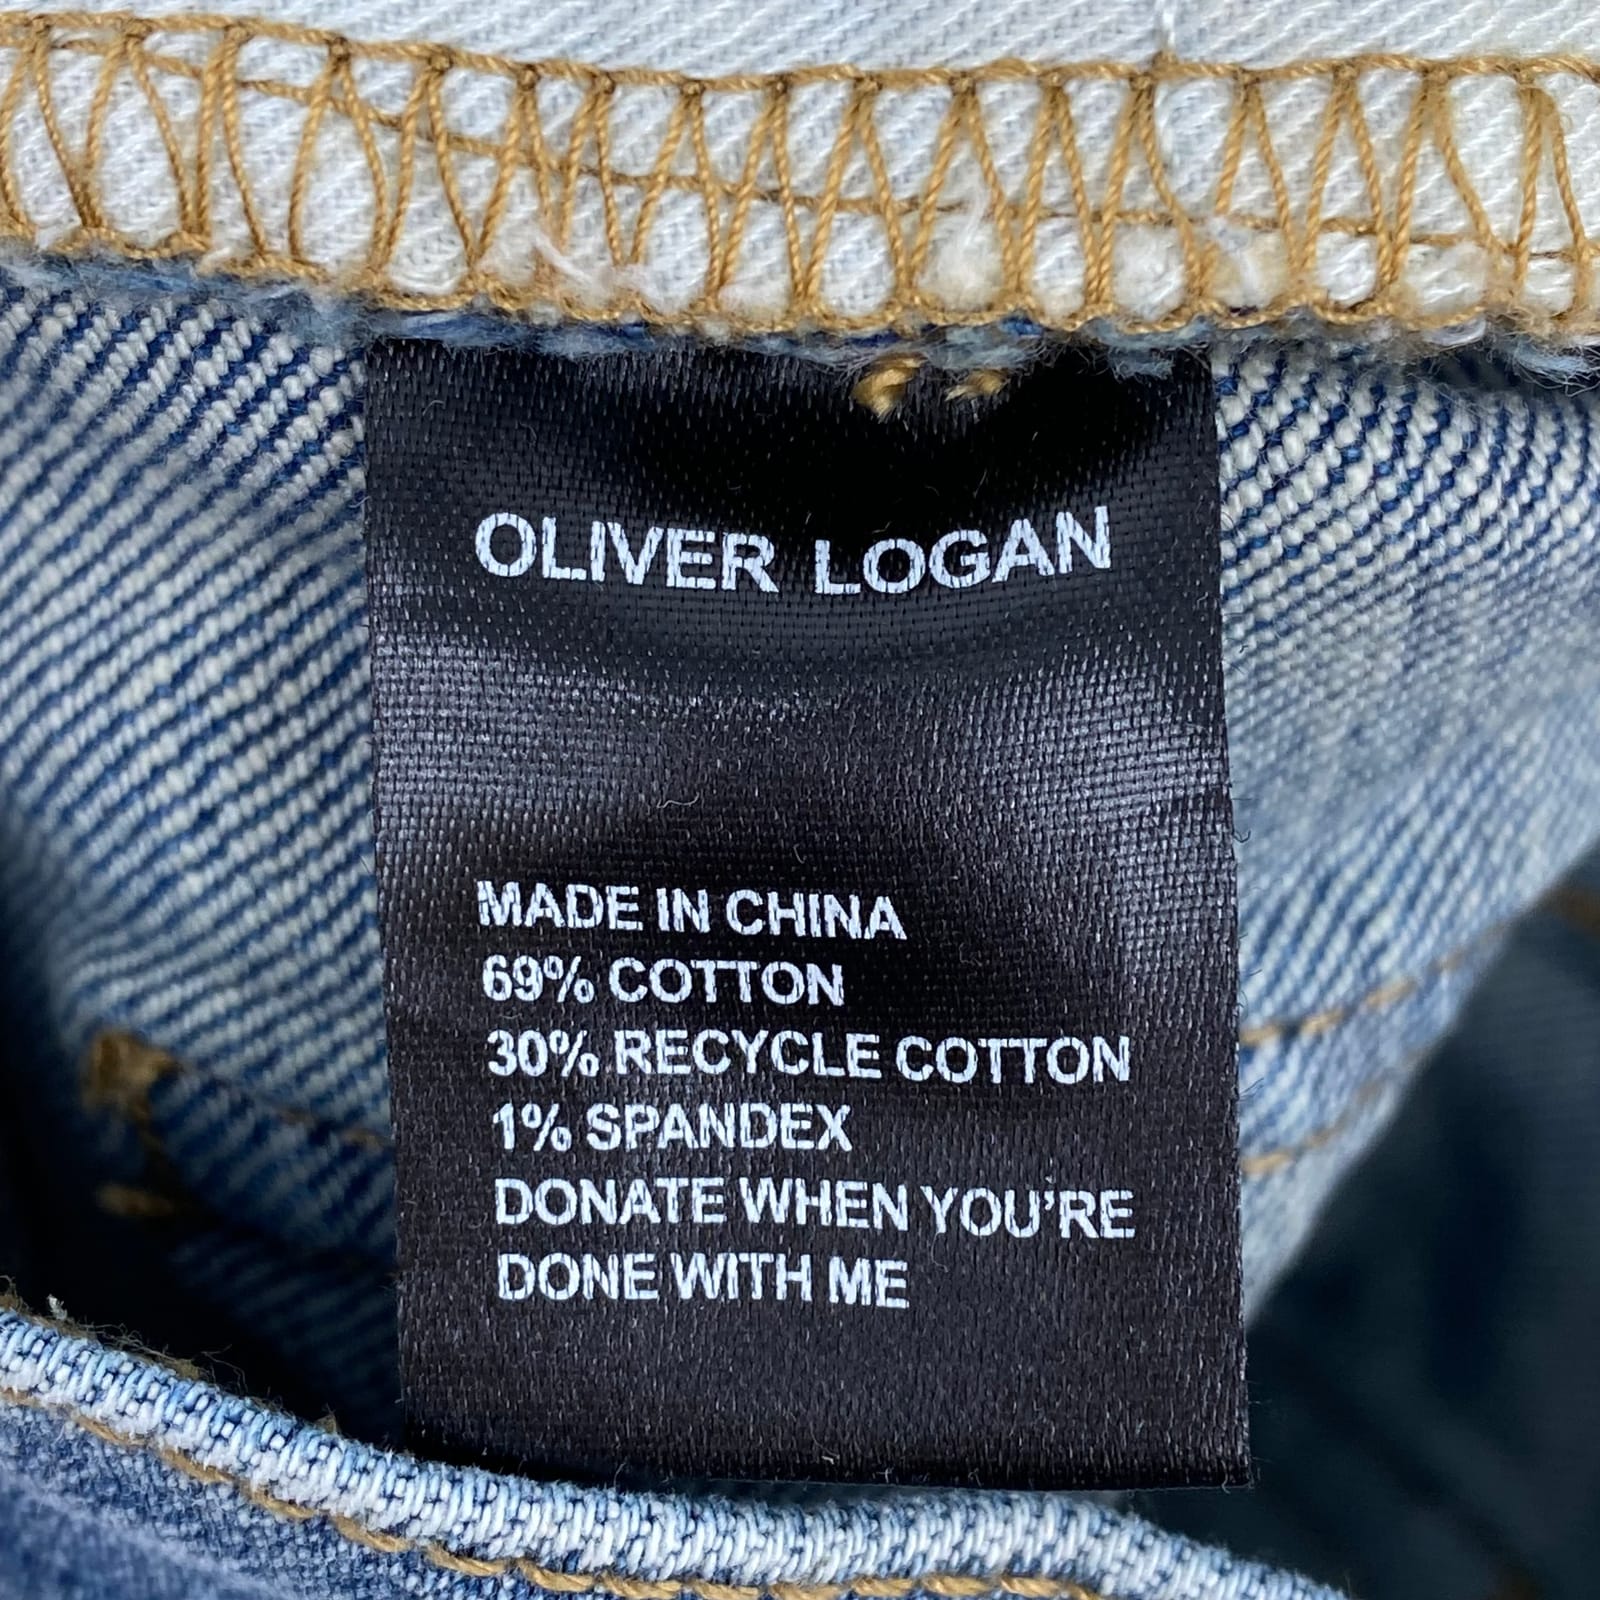 OLIVER LOGAN
MADE IN CHINA
69% COTTON
30% RECYCLE COTTON
1% SPANDEX
DONATE WHEN YOU'RE
DONE WITH ME